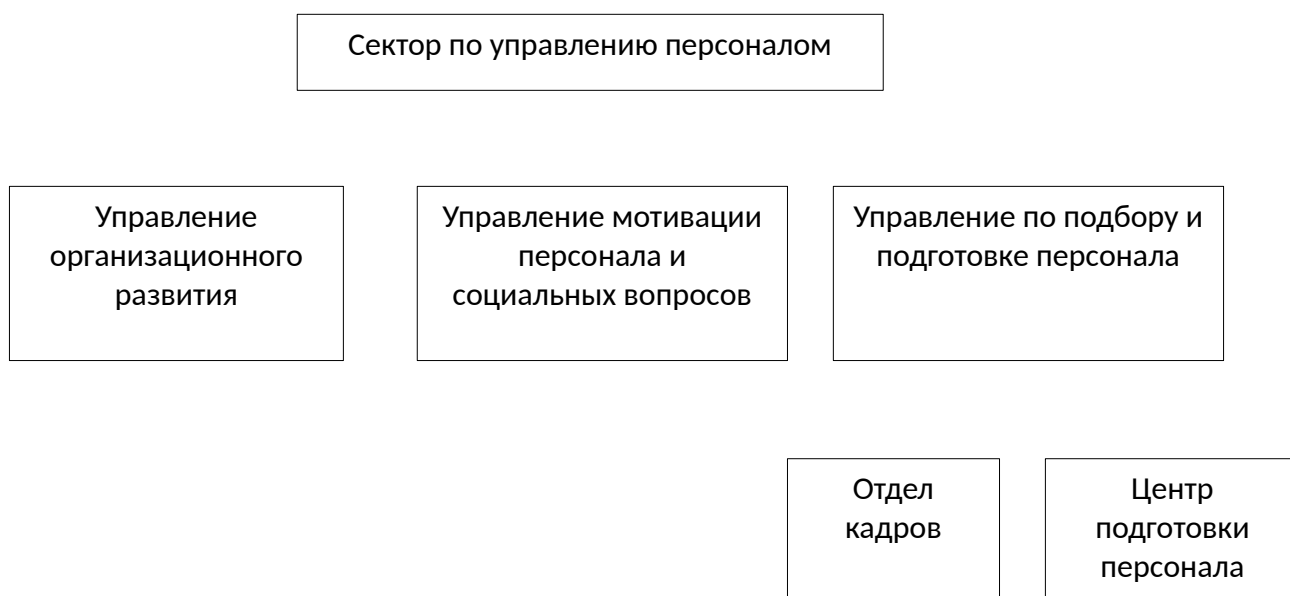 Сектор по управлению персоналом
Управление
организационного
развития
Управление мотивации
персонала и
социальных вопросов
Управление по подбору и
подготовке персонала
Отдел
кадров
Центр
подготовки
персонала